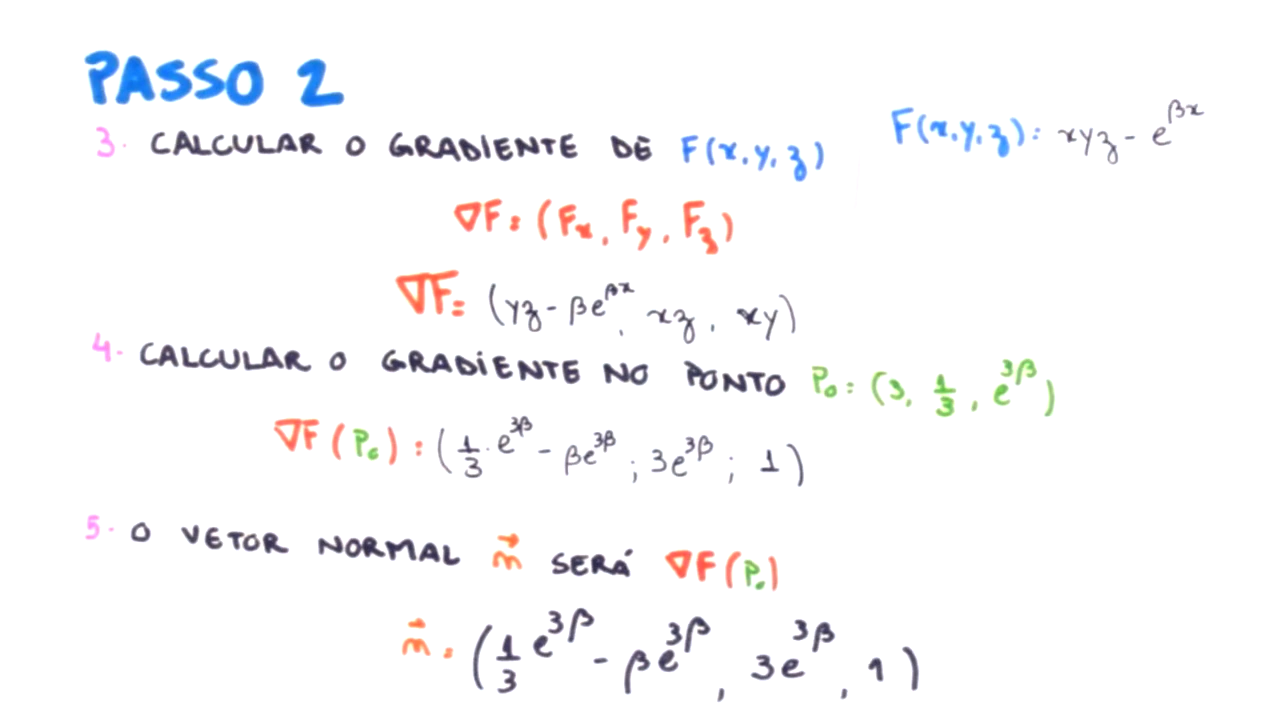 PASSO 2
3. CALCULAR O GRADIENTE DE F(x,y,z)
F(x,y,z): xyz - e^{βx}
∇F: (Fx, Fy, Fz)
∇F= (yz - βe^{βx}, xz, xy)
4. CALCULAR O GRADIENTE NO PONTO P₀: (3, 1/3, e^{3β})
∇F(P₀): (1/3 · e^{3β} - βe^{3β}; 3e^{3β}; 1)
5. O VETOR NORMAL n⃗ SERÁ ∇F(P₀)
n⃗ = (1/3 e^{3β} - βe^{3β}, 3e^{3β}, 1)